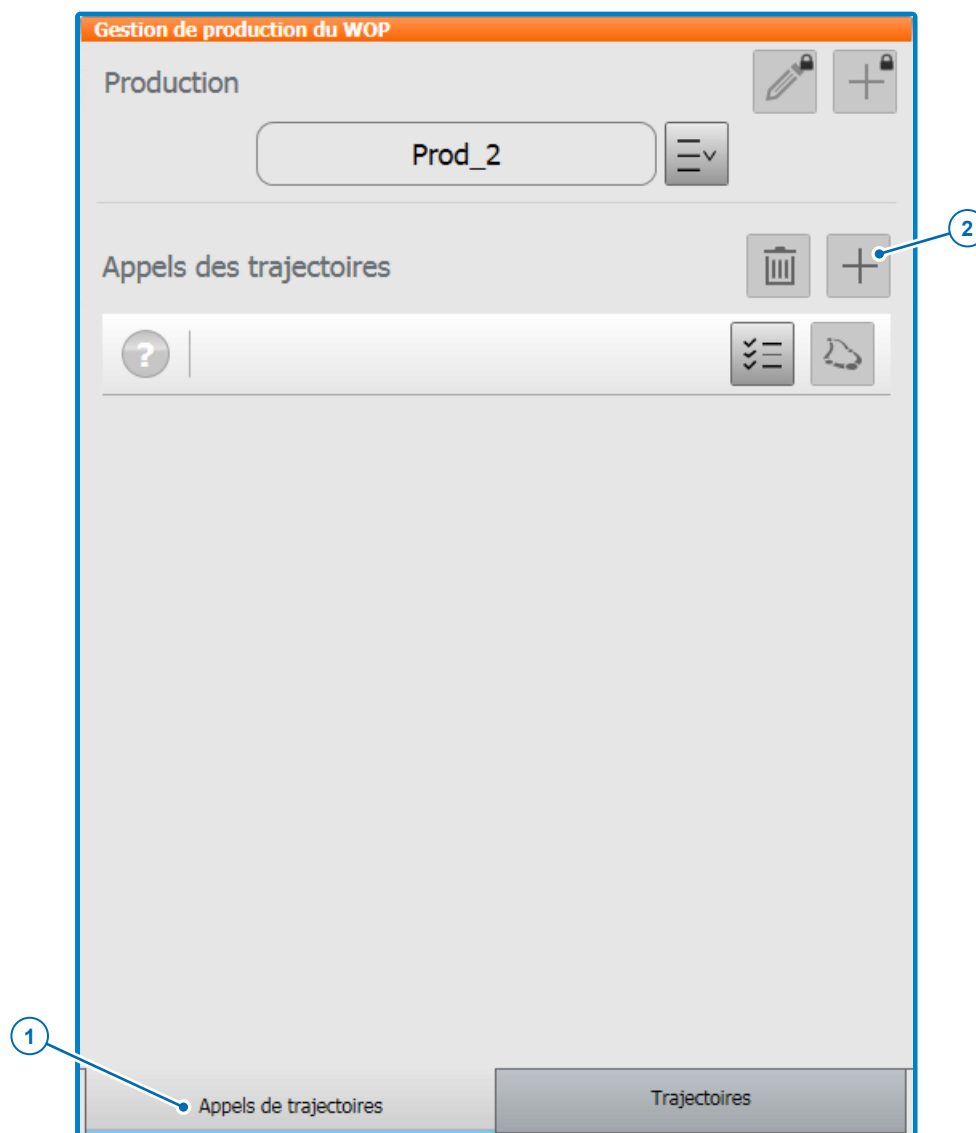 Gestion de production du WOP
Production
Prod_2
2
Appels des trajectoires
?
1
Appels de trajectoires
Trajectoires